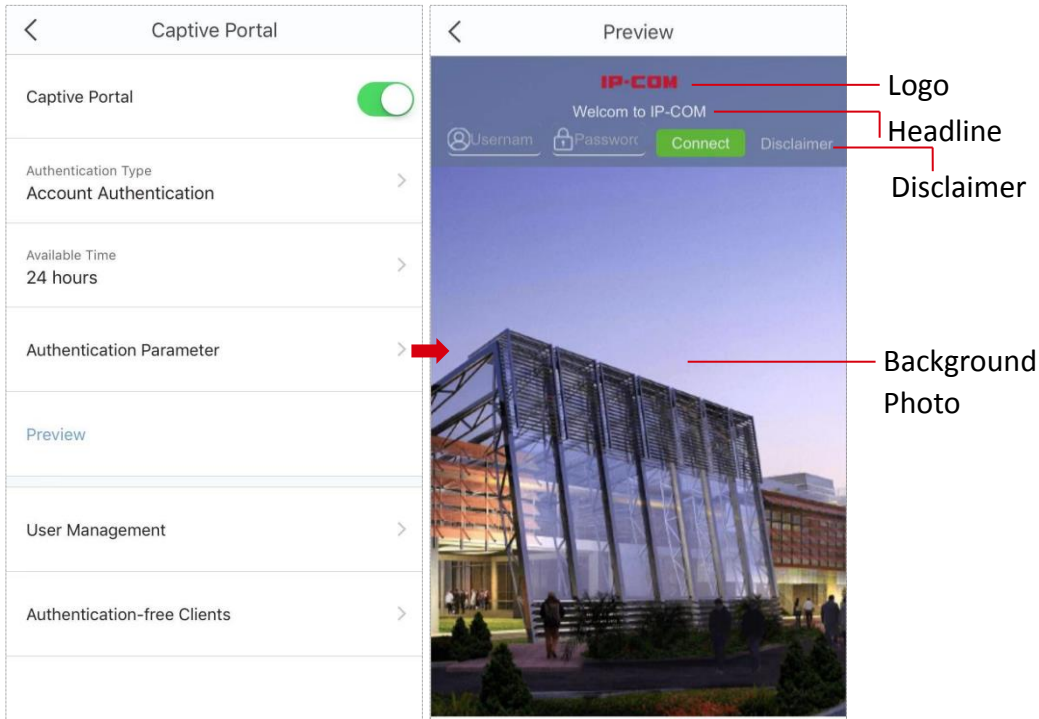 Captive Portal
Captive Portal
Authentication Type
Account Authentication
Available Time
24 hours
Authentication Parameter
Preview
User Management
Authentication-free Clients
Preview
IP-COM
Welcom to IP-COM
Usernam
Passworc
Connect
Disclaimer
Logo
Headline
Disclaimer
Background
Photo